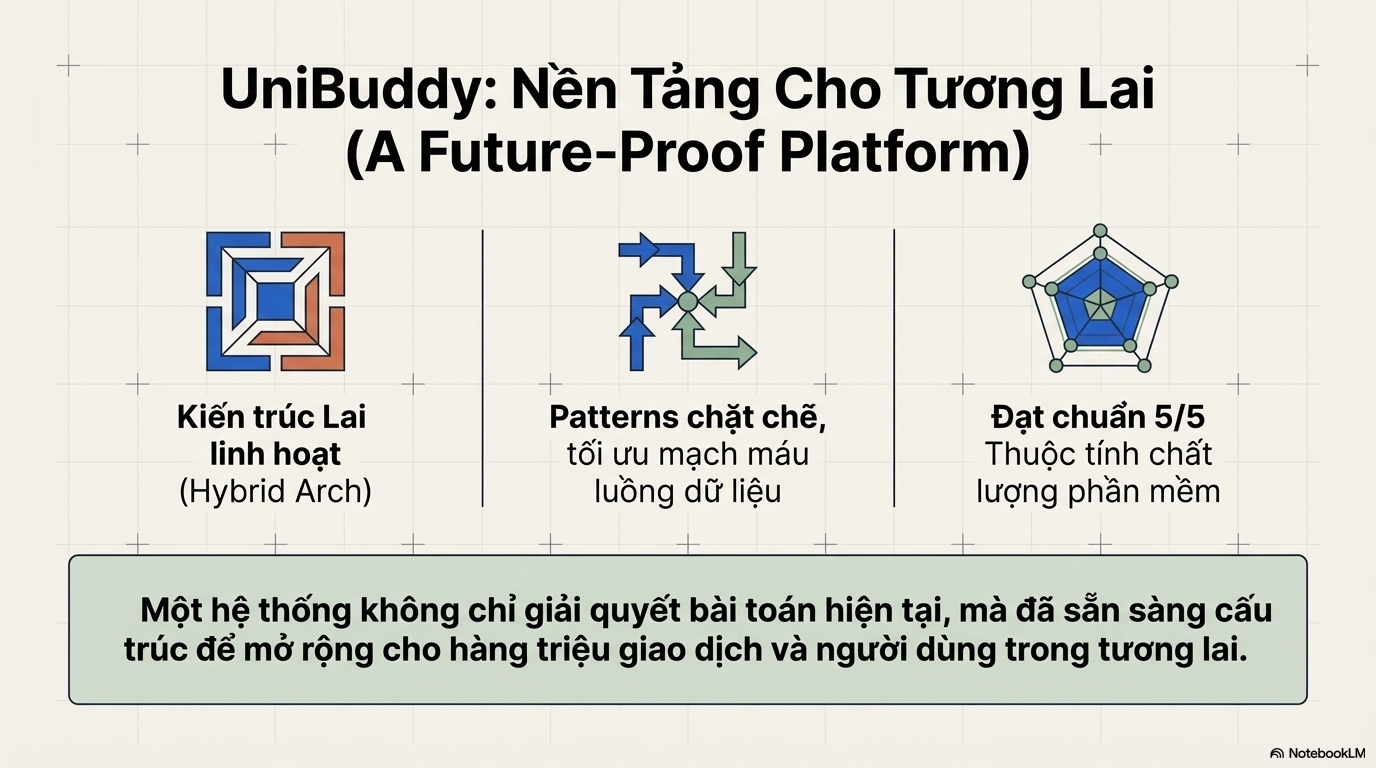 UniBuddy: Nền Tảng Cho Tương Lai
(A Future-Proof Platform)
Kiến trúc Lai
linh hoạt
(Hybrid Arch)
Patterns chặt chẽ,
tối ưu mạch máu
luồng dữ liệu
Đạt chuẩn 5/5
Thuộc tính chất
lượng phần mềm
Một hệ thống không chỉ giải quyết bài toán hiện tại, mà đã sẵn sàng cấu
trúc để mở rộng cho hàng triệu giao dịch và người dùng trong tương lai.
NotebookLM